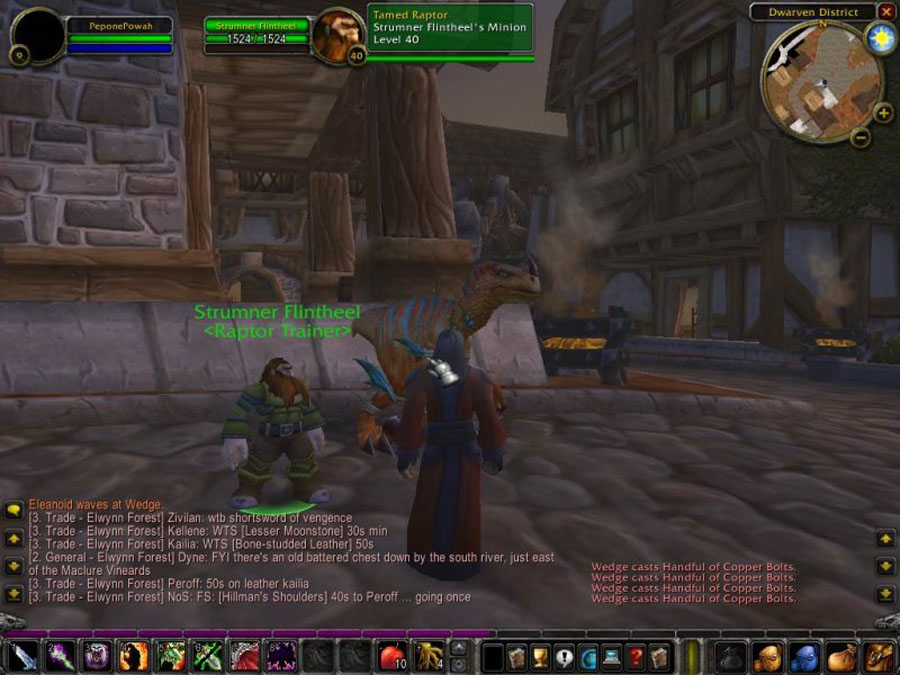 PeponePowah
9
Strumner Flintheel
1524 / 1524
40
Tamed Raptor
Strumner Flintheel's Minion
Level 40
Dwarven District
N
Strumner Flintheel
<Raptor Trainer>
Eleanoid waves at Wedge.
[3. Trade - Elwynn Forest] Zivilan: wtb shortsword of vengence
[3. Trade - Elwynn Forest] Kellene: WTS [Lesser Moonstone] 30s min
[3. Trade - Elwynn Forest] Kailia: WTS [Bone-studded Leather] 50s
[2. General - Elwynn Forest] Dyne: FYI there's an old battered chest down by the south river, just east
of the Maclure Vineards
[3. Trade - Elwynn Forest] Peroff: 50s on leather kailia
[3. Trade - Elwynn Forest] NoS: FS: [Hillman's Shoulders] 40s to Peroff ... going once
Wedge casts Handful of Copper Bolts.
Wedge casts Handful of Copper Bolts.
Wedge casts Handful of Copper Bolts.
Wedge casts Handful of Copper Bolts.
10
4